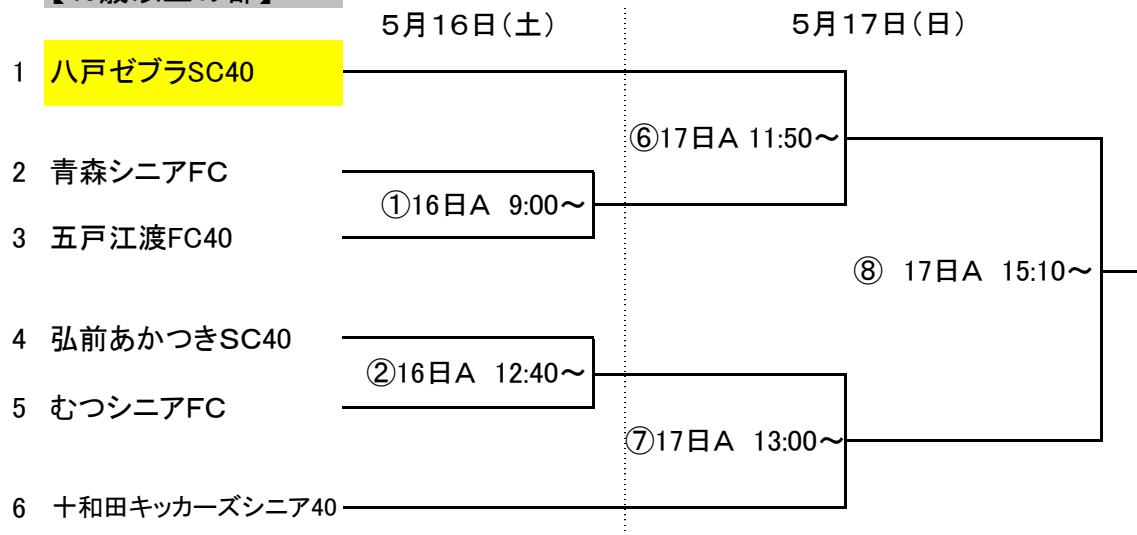 5月16日(土)
5月17日(日)
1 八戸ゼブラSC40
⑥17日A 11:50～
2 青森シニアFC
①16日A 9:00～
3 五戸江渡FC40
⑧ 17日A 15:10～
4 弘前あかつきSC40
②16日A 12:40～
5 むつシニアFC
⑦17日A 13:00～
6 十和田キッカーズシニア40